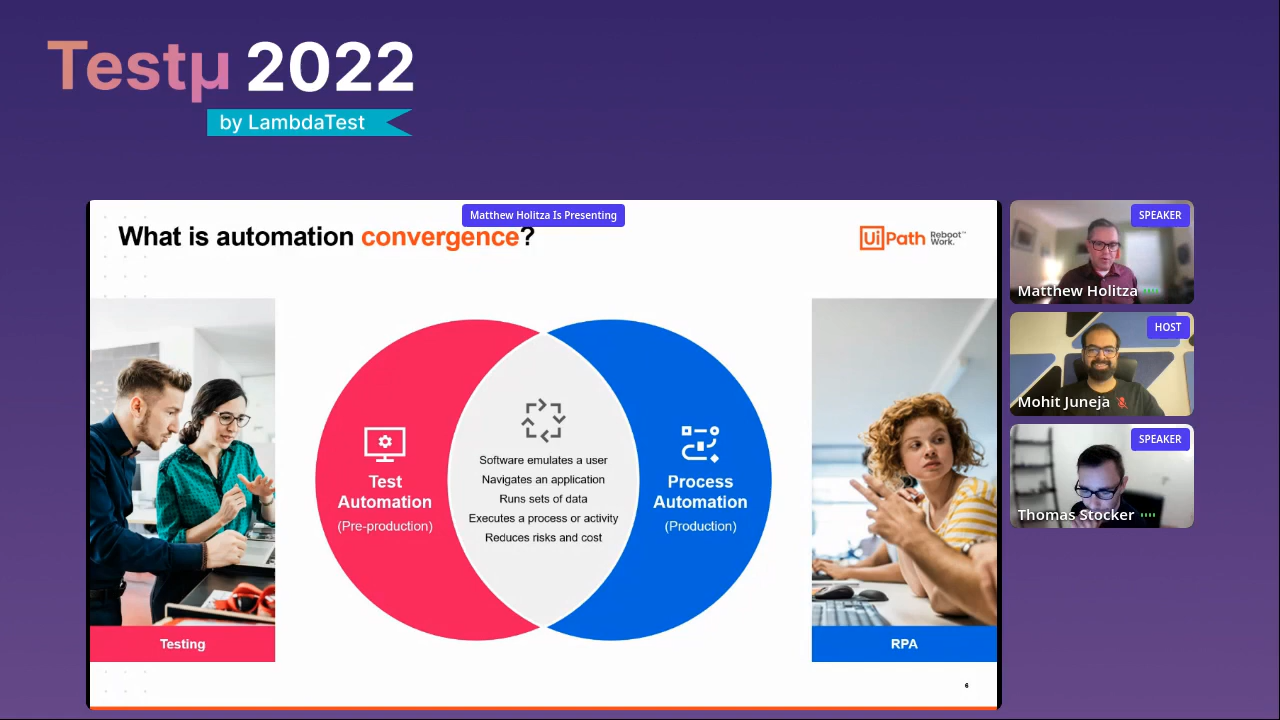 Testμ 2022
by LambdaTest
Matthew Holitza Is Presenting
What is automation convergence?
UiPath Reboot™
Work.
Software emulates a user
Navigates an application
Runs sets of data
Executes a process or activity
Reduces risks and cost
Test
Automation
(Pre-production)
Process
Automation
(Production)
Testing
RPA
6
SPEAKER
Matthew Holitza
HOST
Mohit Juneja
SPEAKER
Thomas Stocker